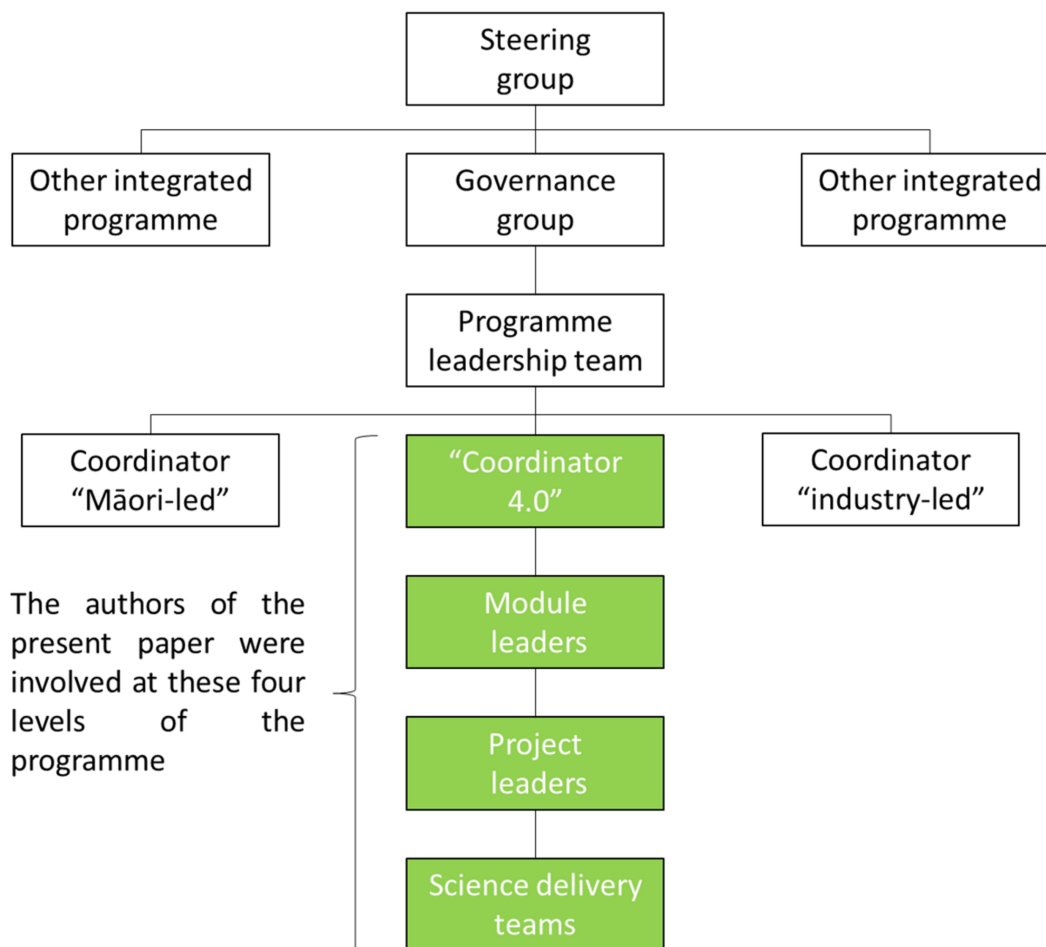 Steering
group
Other integrated
programme
Governance
group
Other integrated
programme
Programme
leadership team
Coordinator
“Māori-led”
“Coordinator
4.0”
Coordinator
“industry-led”
The authors of the
present paper were
involved at these four
levels of the
programme
Module
leaders
Project
leaders
Science delivery
teams